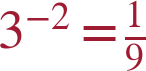 3⁻² = 1/9